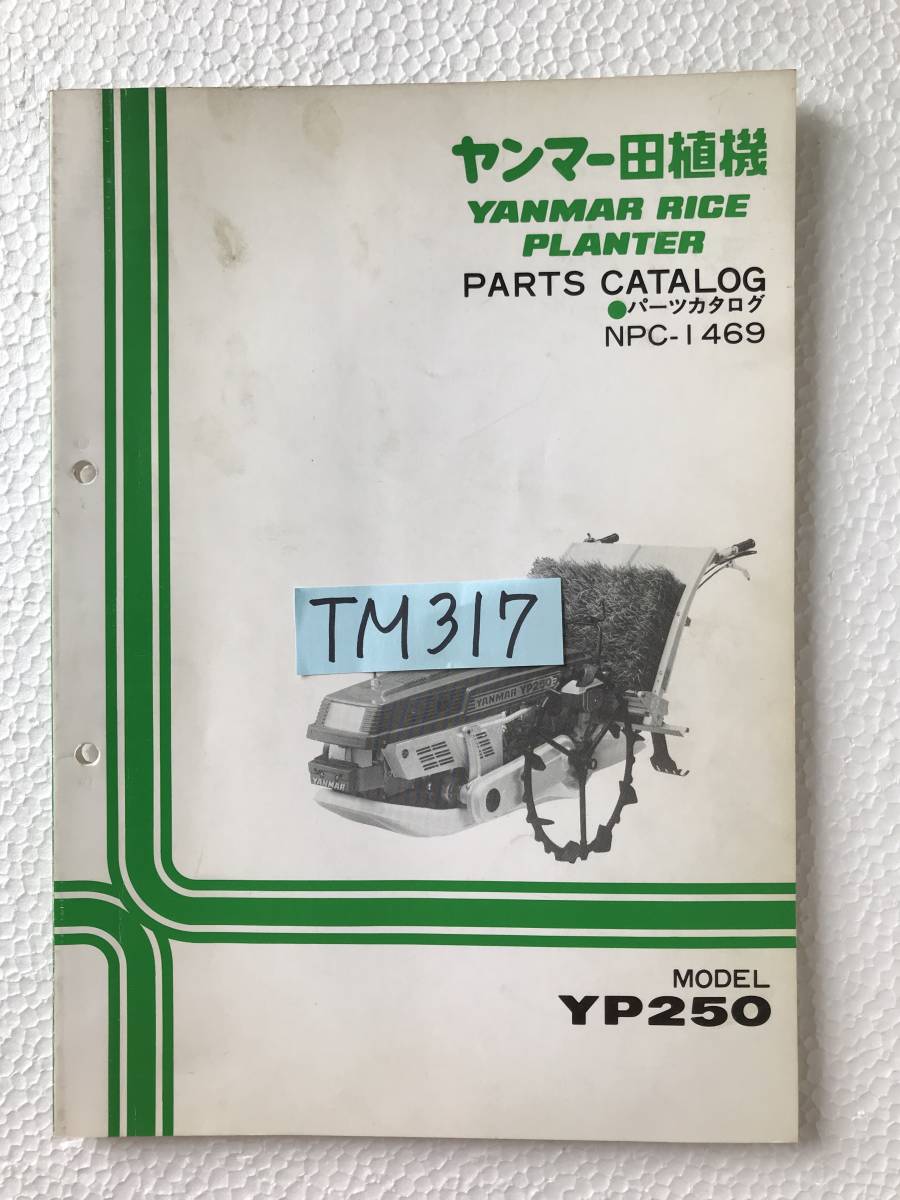 ヤンマー田植機
YANMAR RICE
PLANTER
PARTS CATALOG
●パーツカタログ
NPC-1469
TM317
YANMAR YP250
YANMAR
MODEL
YP250